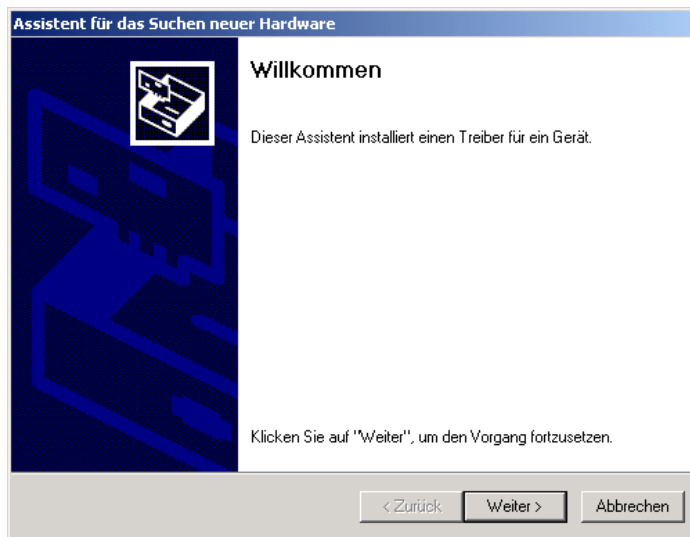 Assistent für das Suchen neuer Hardware
Willkommen
Dieser Assistent installiert einen Treiber für ein Gerät.
Klicken Sie auf "Weiter", um den Vorgang fortzusetzen.
< Zurück Weiter > Abbrechen